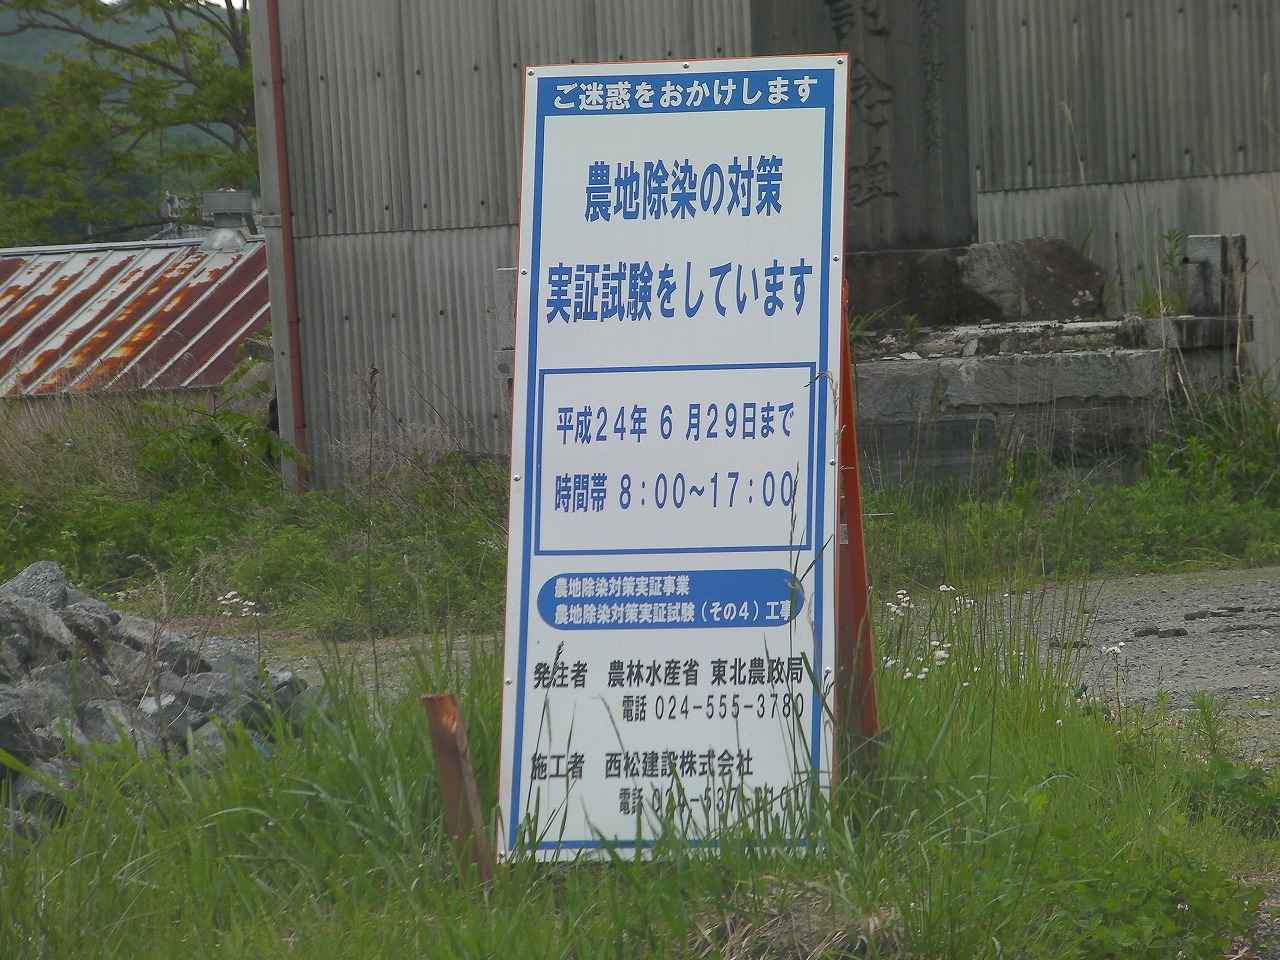 ご迷惑をおかけします
農地除染の対策
実証試験をしています
平成24年 6 月29日まで
時間帯 8:00~17:00
農地除染対策実証事業
農地除染対策実証試験(その4)工事
発注者 農林水産省 東北農政局
電話 024-555-3780
施工者 西松建設株式会社
電話